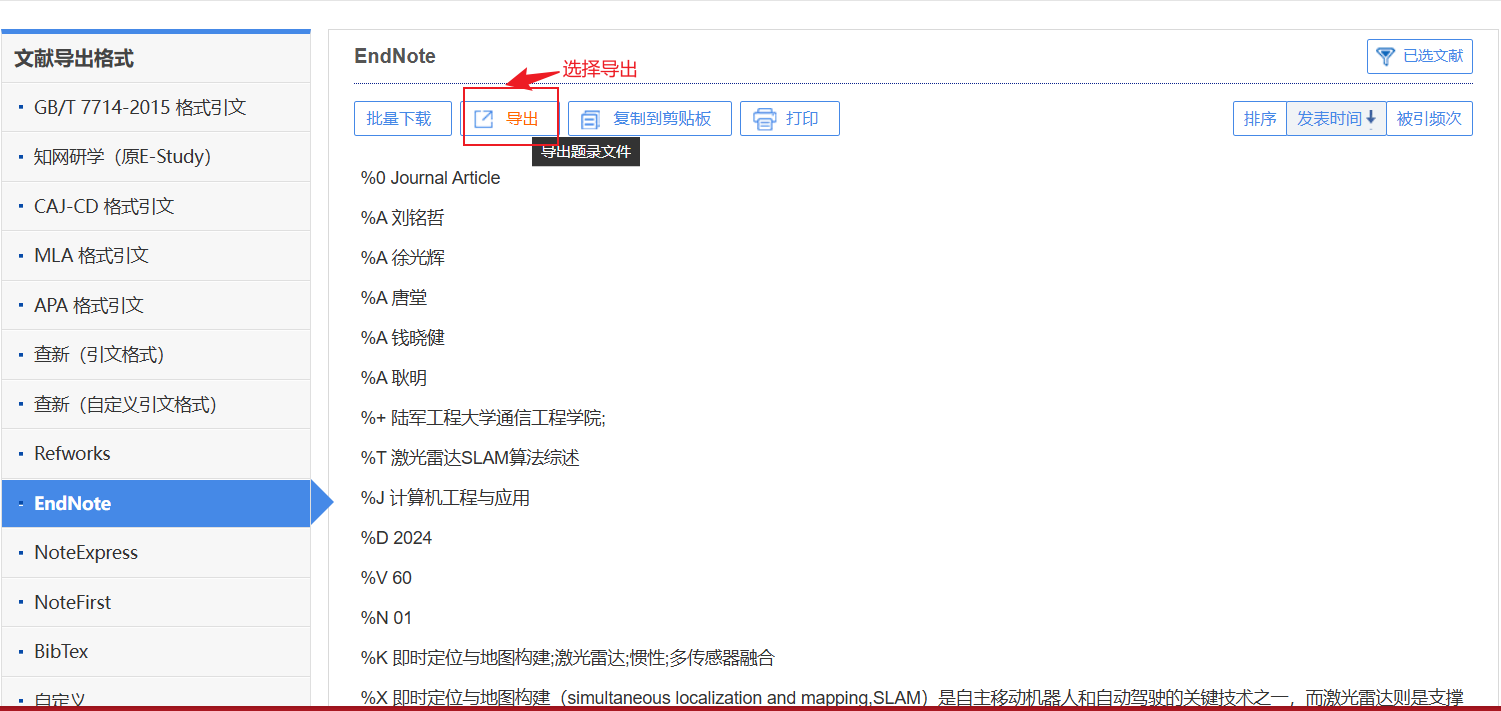 文献导出格式
GB/T 7714-2015 格式引文
知网研学（原E-Study）
CAJ-CD 格式引文
MLA 格式引文
APA 格式引文
查新（引文格式）
查新（自定义引文格式）
Refworks
EndNote
NoteExpress
NoteFirst
BibTex
自定义
EndNote
已选文献
选择导出
批量下载 导出 复制到剪贴板 打印 排序 发表时间 被引频次
导出题录文件
%0 Journal Article
%A 刘铭哲
%A 徐光辉
%A 唐堂
%A 钱晓健
%A 耿明
%+ 陆军工程大学通信工程学院;
%T 激光雷达SLAM算法综述
%J 计算机工程与应用
%D 2024
%V 60
%N 01
%K 即时定位与地图构建;激光雷达;惯性;多传感器融合
%X 即时定位与地图构建（simultaneous localization and mapping,SLAM）是自主移动机器人和自动驾驶的关键技术之一，而激光雷达则是支撑